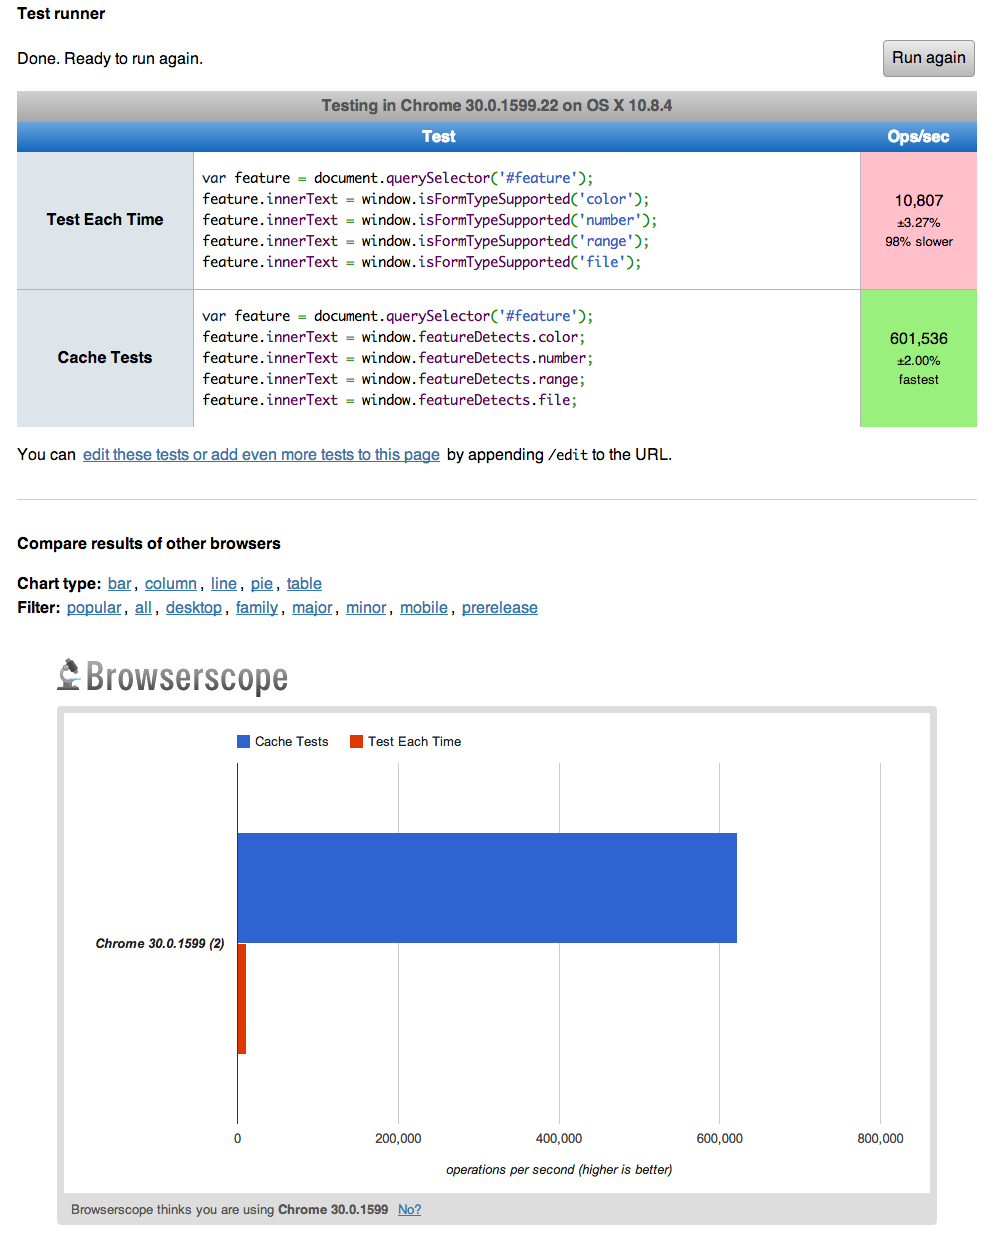 Test runner
Done. Ready to run again.
Run again
Testing in Chrome 30.0.1599.22 on OS X 10.8.4
Test
Ops/sec
Test Each Time
var feature = document.querySelector('#feature');
feature.innerText = window.isFormTypeSupported('color');
feature.innerText = window.isFormTypeSupported('number');
feature.innerText = window.isFormTypeSupported('range');
feature.innerText = window.isFormTypeSupported('file');
10,807
±3.27%
98% slower
Cache Tests
var feature = document.querySelector('#feature');
feature.innerText = window.featureDetects.color;
feature.innerText = window.featureDetects.number;
feature.innerText = window.featureDetects.range;
feature.innerText = window.featureDetects.file;
601,536
±2.00%
fastest
You can edit these tests or add even more tests to this page by appending /edit to the URL.
Compare results of other browsers
Chart type: bar, column, line, pie, table
Filter: popular, all, desktop, family, major, minor, mobile, prerelease
Browserscope
Cache Tests
Test Each Time
Chrome 30.0.1599 (2)
0
200,000
400,000
600,000
800,000
operations per second (higher is better)
Browserscope thinks you are using Chrome 30.0.1599 No?